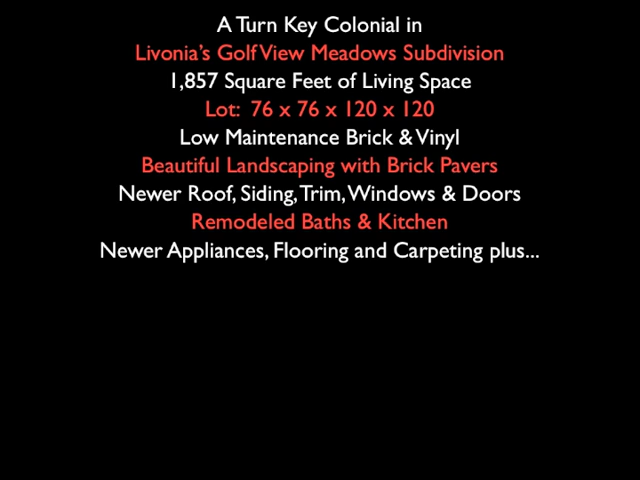 A Turn Key Colonial in
Livonia's Golf View Meadows Subdivision
1,857 Square Feet of Living Space
Lot:  76 x 76 x 120 x 120
Low Maintenance Brick & Vinyl
Beautiful Landscaping with Brick Pavers
Newer Roof, Siding, Trim, Windows & Doors
Remodeled Baths & Kitchen
Newer Appliances, Flooring and Carpeting plus...